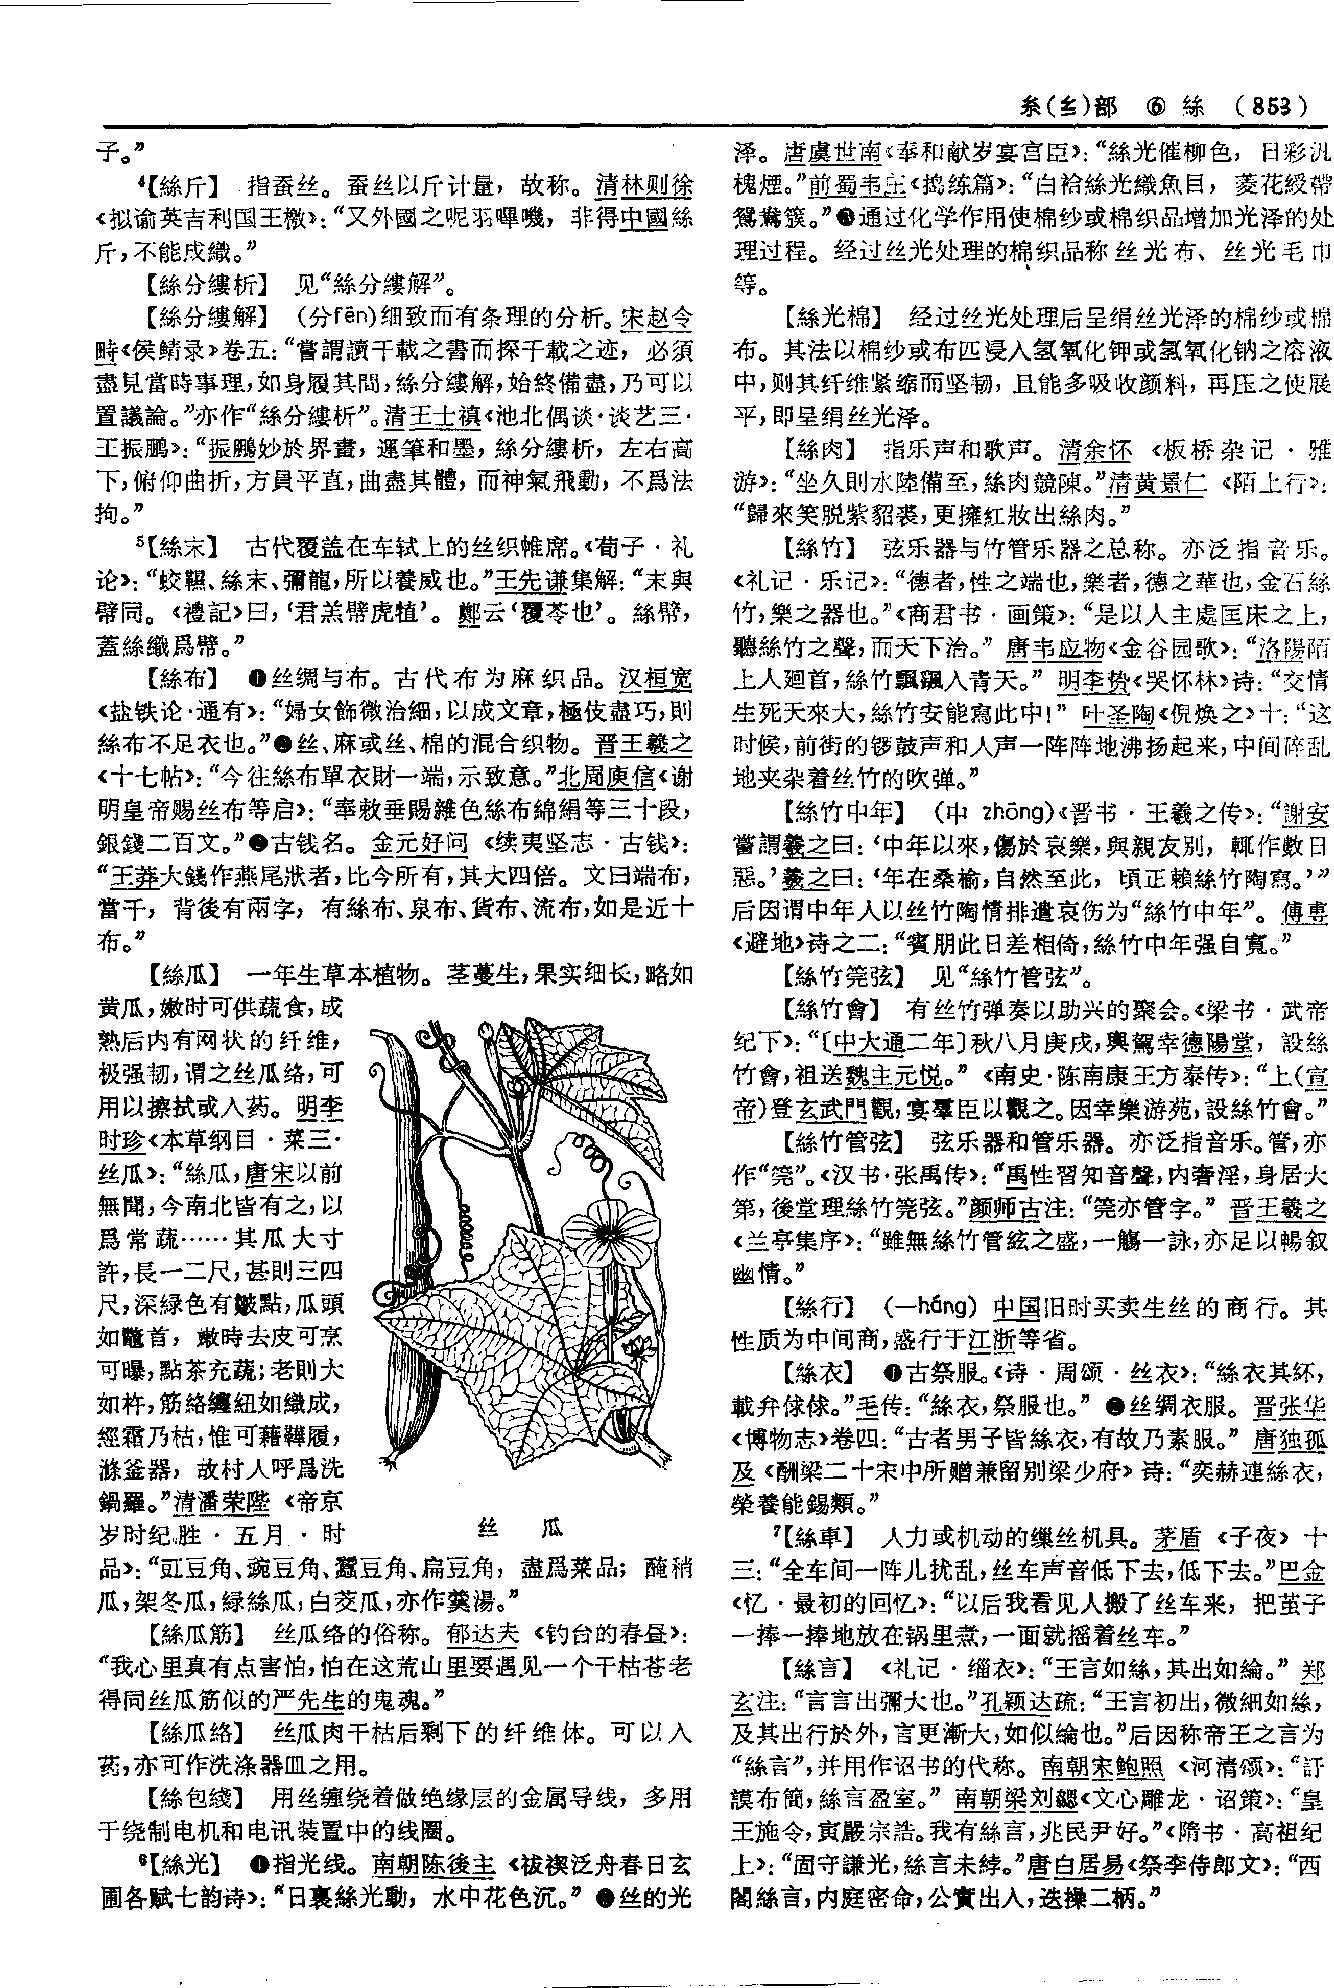 糸(纟)部 ⑥ 絲 (853)
子。”
⁴【絲斤】 指蚕丝。蚕丝以斤计量，故称。清林则徐
《拟谕英吉利国王檄》：“又外國之呢羽嗶嘰，非得中國絲
斤，不能成織。”
【絲分縷析】 见“絲分縷解”。
【絲分縷解】 (分fēn)细致而有条理的分析。宋赵令
畤《侯鲭录》卷五：“嘗謂讀千載之書而探千載之迹，必須
盡見當時事理，如身履其間，絲分縷解，始終備盡，乃可以
置議論。”亦作“絲分縷析”。清王士禛《池北偶谈·谈艺三·
王振鹏》：“振鵬妙於界畫，運筆和墨，絲分縷析，左右高
下，俯仰曲折，方員平直，曲盡其體，而神氣飛動，不爲法
拘。”
⁵【絲末】 古代覆盖在车轼上的丝织帷席。《荀子·礼
论》：“蛟韅、絲末、彌龍，所以養威也。”王先谦集解：“末與
幦同。《禮記》曰，‘君羔幦虎犆’。鄭云‘覆苓也’。絲幦，
蓋絲織爲幦。”
【絲布】 ❶丝绸与布。古代布为麻织品。汉桓宽
《盐铁论·通有》：“婦女飾微治細，以成文章，極伎盡巧，則
絲布不足衣也。”❷丝、麻或丝、棉的混合织物。晋王羲之
《十七帖》：“今往絲布單衣財一端，示致意。”北周庾信《谢
明皇帝赐丝布等启》：“奉敕垂賜雜色絲布綿絹等三十段，
銀錢二百文。”❸古钱名。金元好问《续夷坚志·古钱》：
“王莽大錢作燕尾狀者，比今所有，其大四倍。文曰端布，
當千，背後有兩字，有絲布、泉布、貨布、流布，如是近十
布。”
【絲瓜】 一年生草本植物。茎蔓生，果实细长，略如
黄瓜，嫩时可供蔬食，成
熟后内有网状的纤维，
极强韧，谓之丝瓜络，可
用以擦拭或入药。明李
时珍《本草纲目·菜三·
丝瓜》：“絲瓜，唐宋以前
無聞，今南北皆有之，以
爲常蔬……其瓜大寸
許，長一二尺，甚則三四
尺，深緑色有皺點，瓜頭
如鼈首，嫩時去皮可烹
可曝，點茶充蔬；老則大
如杵，筋絡纏紐如織成，
經霜乃枯，惟可藉鞾履，
滌釜器，故村人呼爲洗
鍋羅。”清潘荣陛《帝京
岁时纪胜·五月·时
品》：“豇豆角、豌豆角、蠶豆角、扁豆角，盡爲菜品；醃稍
瓜，架冬瓜，緑絲瓜，白茭瓜，亦作羹湯。”
丝 瓜
【絲瓜筋】 丝瓜络的俗称。郁达夫《钓台的春昼》：
“我心里真有点害怕，怕在这荒山里要遇见一个干枯苍老
得同丝瓜筋似的严先生的鬼魂。”
【絲瓜絡】 丝瓜肉干枯后剩下的纤维体。可以入
药，亦可作洗涤器皿之用。
【絲包綫】 用丝缠绕着做绝缘层的金属导线，多用
于绕制电机和电讯装置中的线圈。
⁶【絲光】 ❶指光线。南朝陈後主《祓禊泛舟春日玄
圃各赋七韵诗》：“日裏絲光動，水中花色沉。”❷丝的光
泽。唐虞世南《奉和献岁宴宫臣》：“絲光催柳色，日彩汎
槐煙。”前蜀韦庄《捣练篇》：“白袷絲光織魚目，菱花綬帶
鴛鴦簇。”❸通过化学作用使棉纱或棉织品增加光泽的处
理过程。经过丝光处理的棉织品称丝光布、丝光毛巾
等。
【絲光棉】 经过丝光处理后呈绢丝光泽的棉纱或棉
布。其法以棉纱或布匹浸入氢氧化钾或氢氧化钠之溶液
中，则其纤维紧缩而坚韧，且能多吸收颜料，再压之使展
平，即呈绢丝光泽。
【絲肉】 指乐声和歌声。清余怀《板桥杂记·雅
游》：“坐久則水陸備至，絲肉競陳。”清黄景仁《陌上行》：
“歸來笑脱紫貂裘，更擁紅妝出絲肉。”
【絲竹】 弦乐器与竹管乐器之总称。亦泛指音乐。
《礼记·乐记》：“德者，性之端也，樂者，德之華也，金石絲
竹，樂之器也。”《商君书·画策》：“是以人主處匡床之上，
聽絲竹之聲，而天下治。”唐韦应物《金谷园歌》：“洛陽陌
上人廻首，絲竹飄颻入青天。”明李贽《哭怀林》诗：“交情
生死天來大，絲竹安能寫此中！”叶圣陶《倪焕之》十：“这
时候，前街的锣鼓声和人声一阵阵地沸扬起来，中间碎乱
地夹杂着丝竹的吹弹。”
【絲竹中年】 (中 zhōng)《晋书·王羲之传》：“謝安
嘗謂羲之曰：‘中年以來，傷於哀樂，與親友别，輒作數日
惡。’羲之曰：‘年在桑榆，自然至此，頃正賴絲竹陶寫。’”
后因谓中年人以丝竹陶情排遣哀伤为“絲竹中年”。傅専
《避地》诗之二：“賓朋此日差相倚，絲竹中年强自寬。”
【絲竹筦弦】 见“絲竹管弦”。
【絲竹會】 有丝竹弹奏以助兴的聚会。《梁书·武帝
纪下》：“〔中大通二年〕秋八月庚戌，輿駕幸德陽堂，設絲
竹會，祖送魏主元悦。”《南史·陈南康王方泰传》：“上(宣
帝)登玄武門觀，宴羣臣以觀之。因幸樂游苑，設絲竹會。”
【絲竹管弦】 弦乐器和管乐器。亦泛指音乐。管，亦
作“筦”。《汉书·张禹传》：“禹性習知音聲，内奢淫，身居大
第，後堂理絲竹筦弦。”颜师古注：“筦亦管字。”晋王羲之
《兰亭集序》：“雖無絲竹管絃之盛，一觴一詠，亦足以暢叙
幽情。”
【絲行】 (—háng) 中国旧时买卖生丝的商行。其
性质为中间商，盛行于江浙等省。
【絲衣】 ❶古祭服。《诗·周颂·丝衣》：“絲衣其紑，
載弁俅俅。”毛传：“絲衣，祭服也。”❷丝绸衣服。晋张华
《博物志》卷四：“古者男子皆絲衣，有故乃素服。”唐独孤
及《酬梁二十宋中所赠兼留别梁少府》诗：“奕赫連絲衣，
榮養能錫類。”
⁷【絲車】 人力或机动的缫丝机具。茅盾《子夜》十
三：“全车间一阵儿扰乱，丝车声音低下去，低下去。”巴金
《忆·最初的回忆》：“以后我看见人搬了丝车来，把茧子
一捧一捧地放在锅里煮，一面就摇着丝车。”
【絲言】 《礼记·缁衣》：“王言如絲，其出如綸。”郑
玄注：“言言出彌大也。”孔颖达疏：“王言初出，微細如絲，
及其出行於外，言更漸大，如似綸也。”后因称帝王之言为
“絲言”，并用作诏书的代称。南朝宋鲍照《河清颂》：“訏
謨布簡，絲言盈室。”南朝梁刘勰《文心雕龙·诏策》：“皇
王施令，寅嚴宗誥。我有絲言，兆民尹好。”《隋书·高祖纪
上》：“固守謙光，絲言未綍。”唐白居易《祭李侍郎文》：“西
閣絲言，内庭密命，公實出入，迭操二柄。”